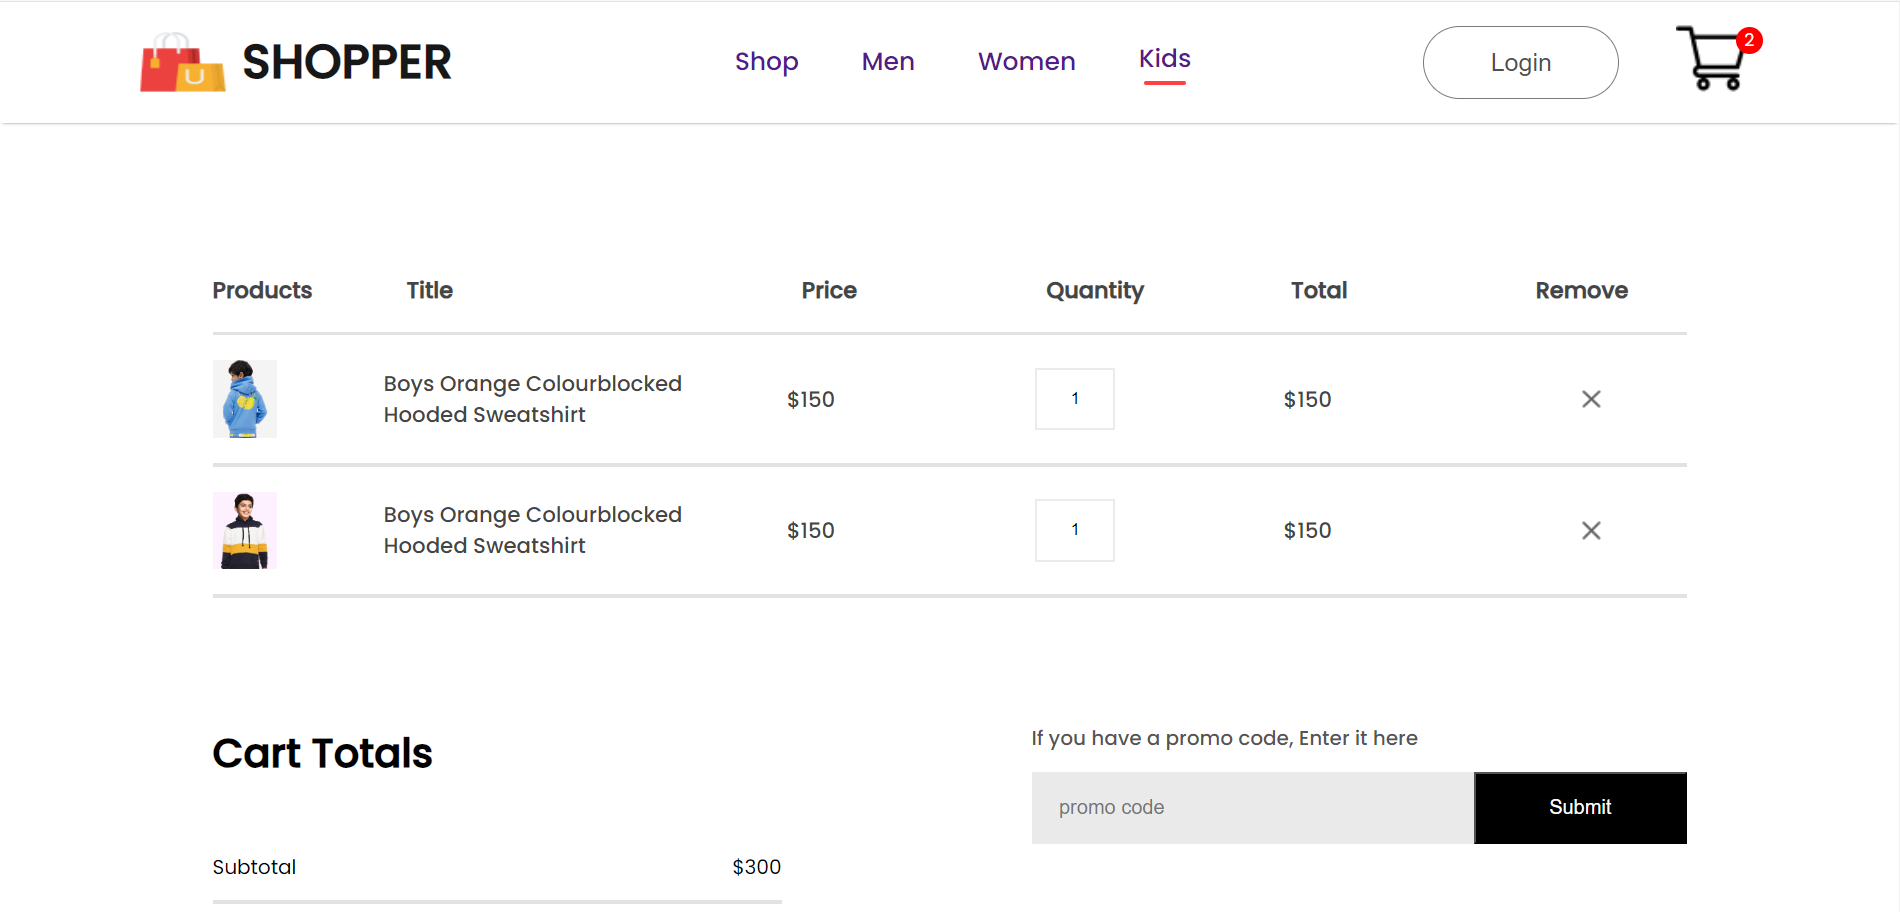 SHOPPER
Shop Men Women Kids
Login
2
Products Title Price Quantity Total Remove
Boys Orange Colourblocked
Hooded Sweatshirt
$150 1 $150
Boys Orange Colourblocked
Hooded Sweatshirt
$150 1 $150
Cart Totals
If you have a promo code, Enter it here
promo code Submit
Subtotal $300